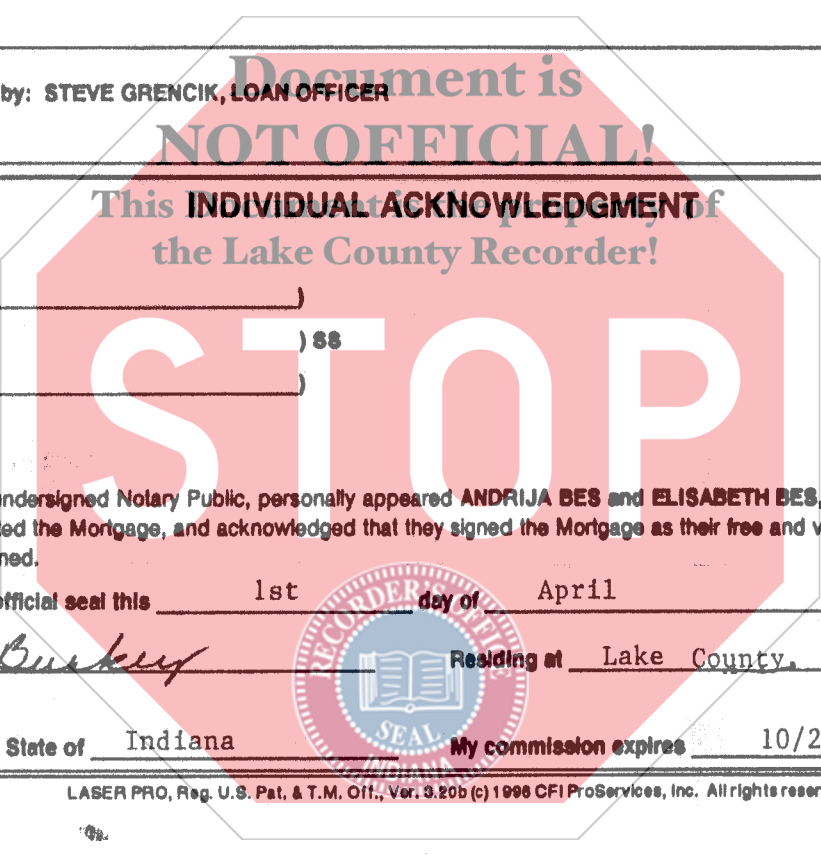 Document is
by: STEVE GRENCIK, LOAN OFFICER
NOT OFFICIAL!
INDIVIDUAL ACKNOWLEDGMENT
This Document is the property of
the Lake County Recorder!
)
) SS
)
STOP
ndersigned Notary Public, personally appeared ANDRIJA BES and ELISABETH BES,
ed the Mortgage, and acknowledged that they signed the Mortgage as their free and v
ned.
official seal this 1st day of April
RECORDER'S OFFICE
Burkey
Residing at Lake County,
SEAL
INDIANA
State of Indiana My commission expires 10/2
LASER PRO, Reg. U.S. Pat. & T.M. Off., Ver. 3.20b (c) 1996 CFI ProServices, Inc. All rights reser